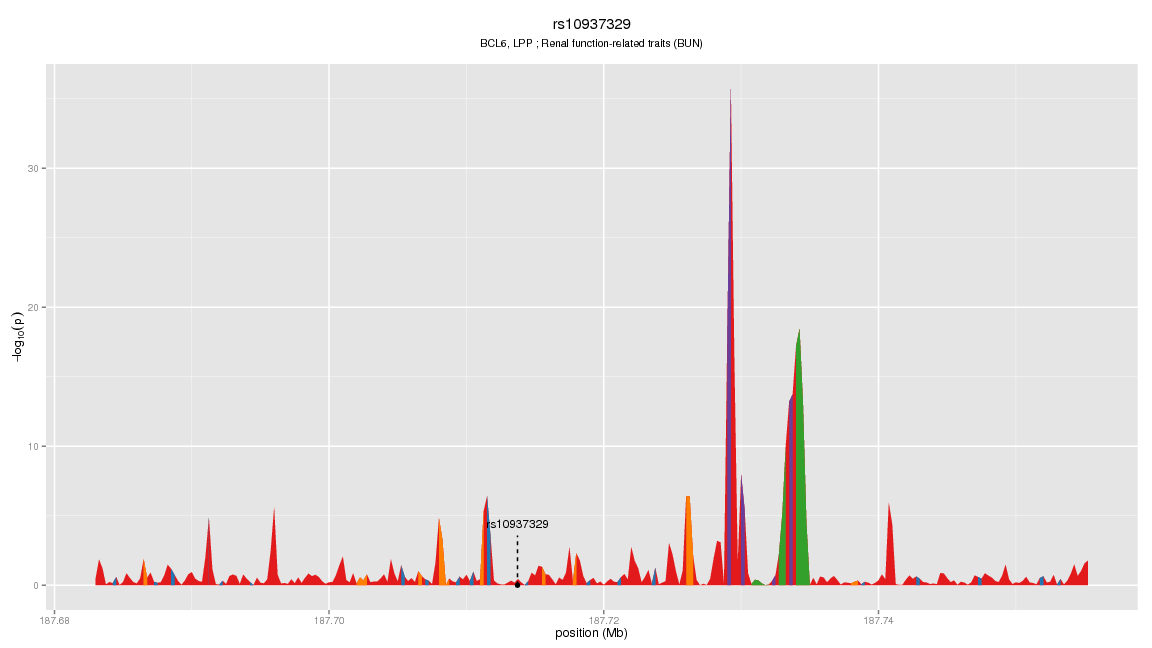 rs10937329
BCL6, LPP ; Renal function-related traits (BUN)
30
20
10
0
-log10(p)
rs10937329
187.68
187.70
187.72
187.74
position (Mb)